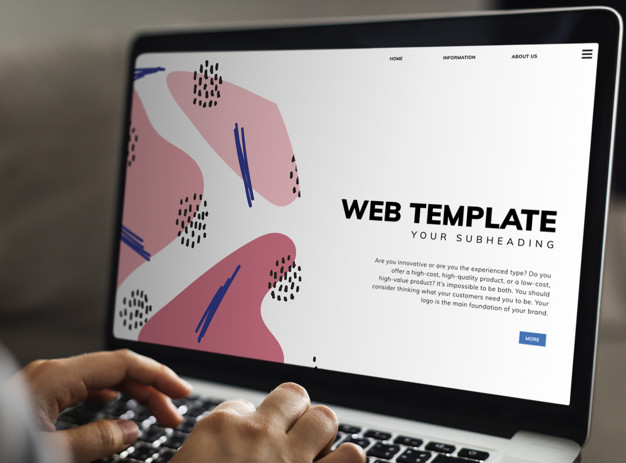 HOME INFORMATION ABOUT US
WEB TEMPLATE
YOUR SUBHEADING
Are you innovative or are you the experienced type? Do you
offer a high-cost, high-quality product, or a low-cost,
high-value product? It's impossible to be both. You should
consider thinking what your customers need you to be. Your
logo is the main foundation of your brand.
MORE